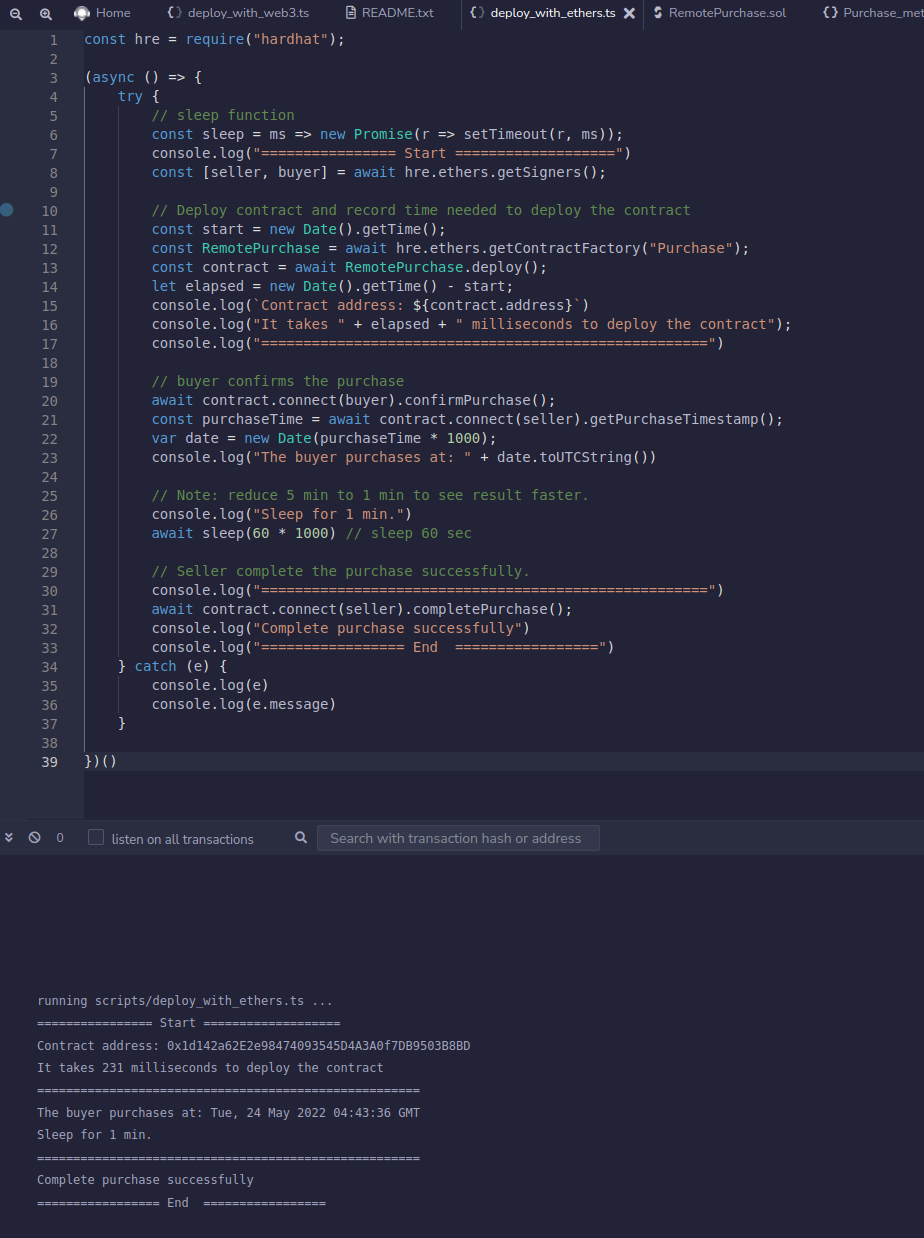 Home deploy_with_web3.ts README.txt deploy_with_ethers.ts RemotePurchase.sol Purchase_met
1 const hre = require("hardhat");
2
3 (async () => {
4 try {
5 // sleep function
6 const sleep = ms => new Promise(r => setTimeout(r, ms));
7 console.log("================ Start ===================")
8 const [seller, buyer] = await hre.ethers.getSigners();
9
10 // Deploy contract and record time needed to deploy the contract
11 const start = new Date().getTime();
12 const RemotePurchase = await hre.ethers.getContractFactory("Purchase");
13 const contract = await RemotePurchase.deploy();
14 let elapsed = new Date().getTime() - start;
15 console.log(`Contract address: ${contract.address}`)
16 console.log("It takes " + elapsed + " milliseconds to deploy the contract");
17 console.log("=====================================================")
18
19 // buyer confirms the purchase
20 await contract.connect(buyer).confirmPurchase();
21 const purchaseTime = await contract.connect(seller).getPurchaseTimestamp();
22 var date = new Date(purchaseTime * 1000);
23 console.log("The buyer purchases at: " + date.toUTCString())
24
25 // Note: reduce 5 min to 1 min to see result faster.
26 console.log("Sleep for 1 min.")
27 await sleep(60 * 1000) // sleep 60 sec
28
29 // Seller complete the purchase successfully.
30 console.log("=====================================================")
31 await contract.connect(seller).completePurchase();
32 console.log("Complete purchase successfully")
33 console.log("================= End  =================")
34 } catch (e) {
35 console.log(e)
36 console.log(e.message)
37 }
38
39 })()
0 listen on all transactions Search with transaction hash or address
running scripts/deploy_with_ethers.ts ...
================ Start ===================
Contract address: 0x1d142a62E2e98474093545D4A3A0f7DB9503B8BD
It takes 231 milliseconds to deploy the contract
=====================================================
The buyer purchases at: Tue, 24 May 2022 04:43:36 GMT
Sleep for 1 min.
=====================================================
Complete purchase successfully
================= End  =================